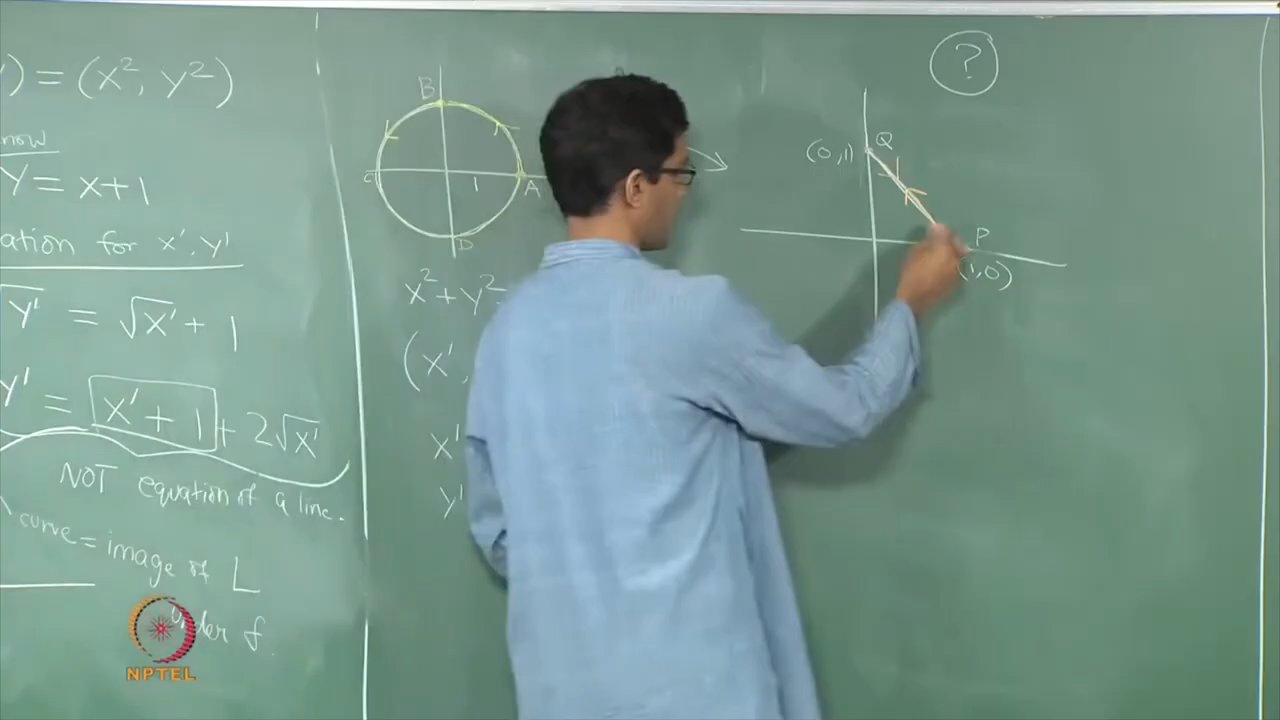 ') = (x², y²)
now
y = x+1
ation for x', y'
√y' = √x' + 1
y' = x' + 1 + 2√x'
NOT equation of a line.
curve = image of L
under f.
B
C
1
A
D
x² + y² =
(x',
x'
y'
?
(0,1)
Q
P
(1,0)
NPTEL